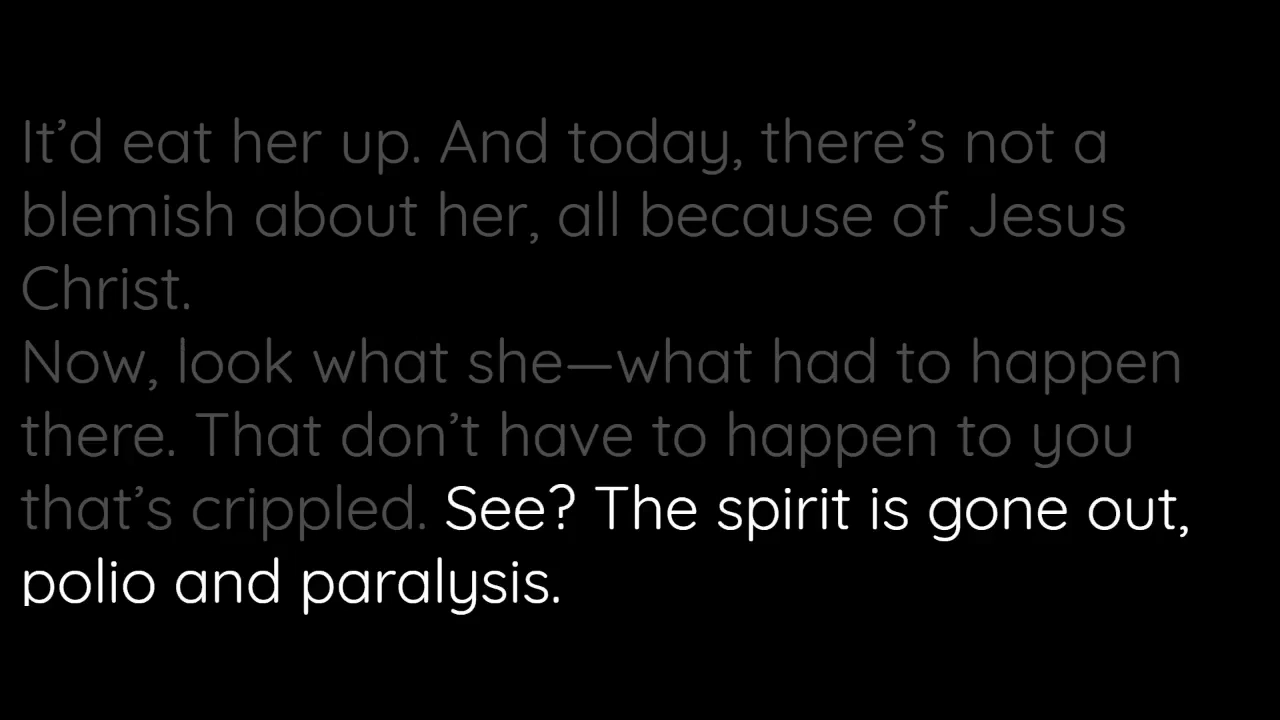 It’d eat her up. And today, there’s not a
blemish about her, all because of Jesus
Christ.
Now, look what she—what had to happen
there. That don’t have to happen to you
that’s crippled. See? The spirit is gone out,
polio and paralysis.